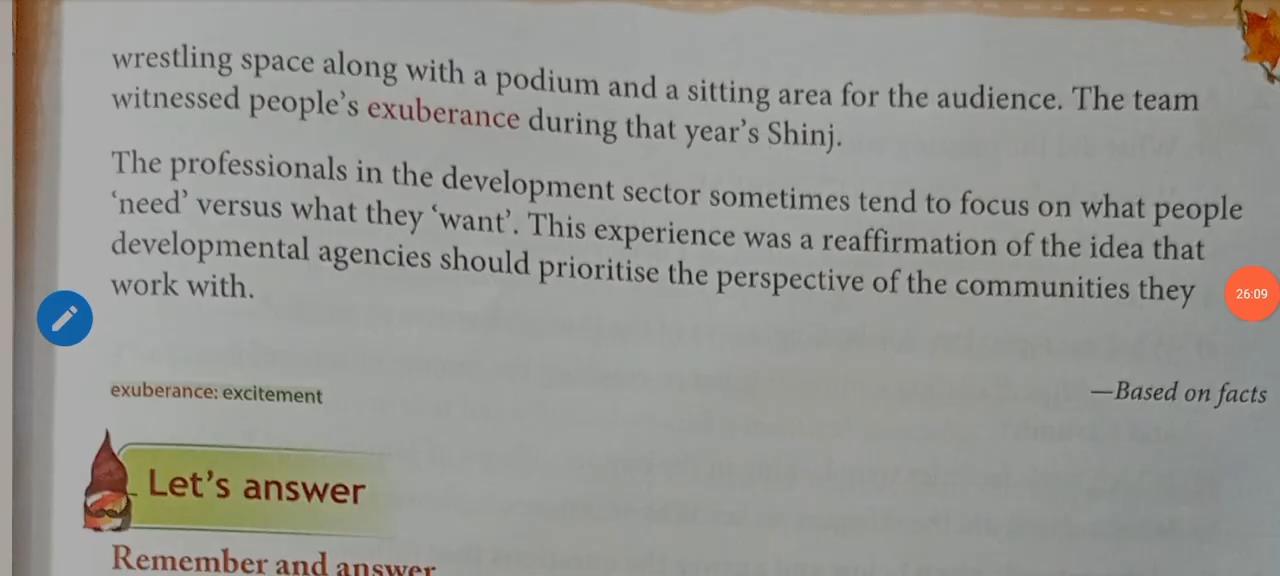 wrestling space along with a podium and a sitting area for the audience. The team
witnessed people's exuberance during that year's Shinj.
The professionals in the development sector sometimes tend to focus on what people
'need' versus what they 'want'. This experience was a reaffirmation of the idea that
developmental agencies should prioritise the perspective of the communities they
work with.
26:09
exuberance: excitement
—Based on facts
Let's answer
Remember and answer